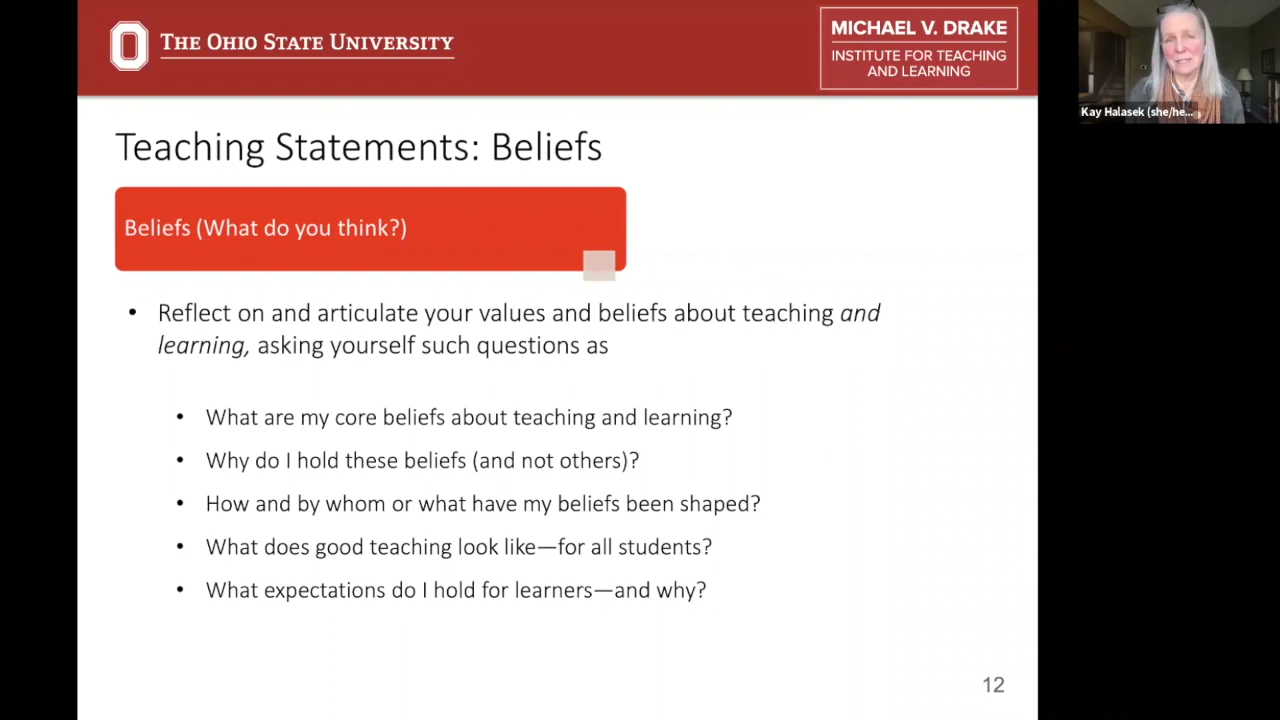 THE OHIO STATE UNIVERSITY
MICHAEL V. DRAKE
INSTITUTE FOR TEACHING
AND LEARNING
Kay Halasek (she/he...
Teaching Statements: Beliefs
Beliefs (What do you think?)
• Reflect on and articulate your values and beliefs about teaching and
learning, asking yourself such questions as
• What are my core beliefs about teaching and learning?
• Why do I hold these beliefs (and not others)?
• How and by whom or what have my beliefs been shaped?
• What does good teaching look like—for all students?
• What expectations do I hold for learners—and why?
12